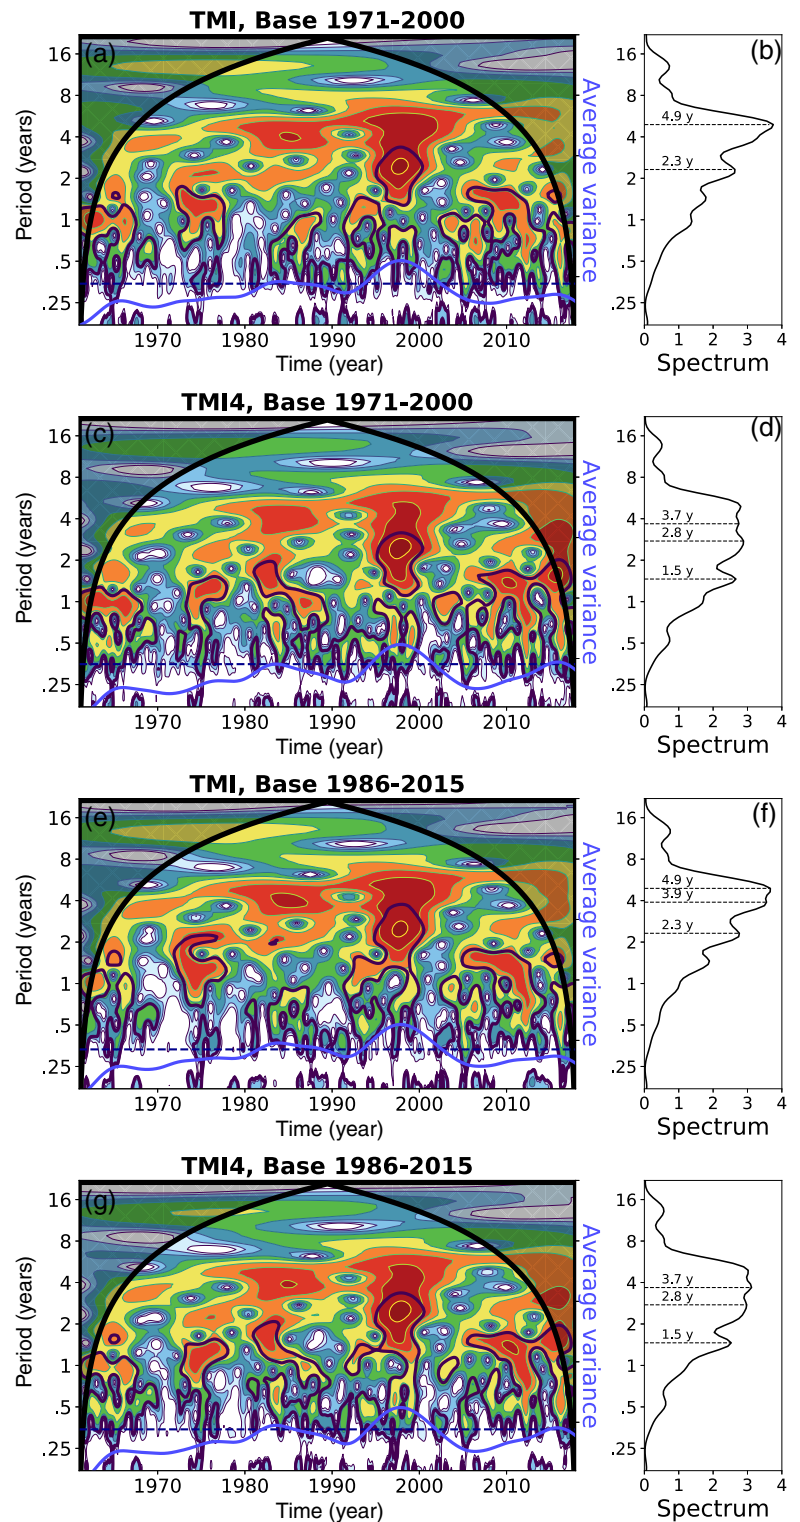 TMI, Base 1971-2000
(a)
(b)
16
8
4
2
1
.5
.25
Period (years)
1970 1980 1990 2000 2010
Time (year)
Average variance
16
8
4
2
1
.5
.25
4.9 y
2.3 y
0 1 2 3 4
Spectrum
TMI4, Base 1971-2000
(c)
(d)
16
8
4
2
1
.5
.25
Period (years)
1970 1980 1990 2000 2010
Time (year)
Average variance
16
8
4
2
1
.5
.25
3.7 y
2.8 y
1.5 y
0 1 2 3 4
Spectrum
TMI, Base 1986-2015
(e)
(f)
16
8
4
2
1
.5
.25
Period (years)
1970 1980 1990 2000 2010
Time (year)
Average variance
16
8
4
2
1
.5
.25
4.9 y
3.9 y
2.3 y
0 1 2 3 4
Spectrum
TMI4, Base 1986-2015
(g)
16
8
4
2
1
.5
.25
Period (years)
1970 1980 1990 2000 2010
Time (year)
Average variance
16
8
4
2
1
.5
.25
3.7 y
2.8 y
1.5 y
0 1 2 3 4
Spectrum